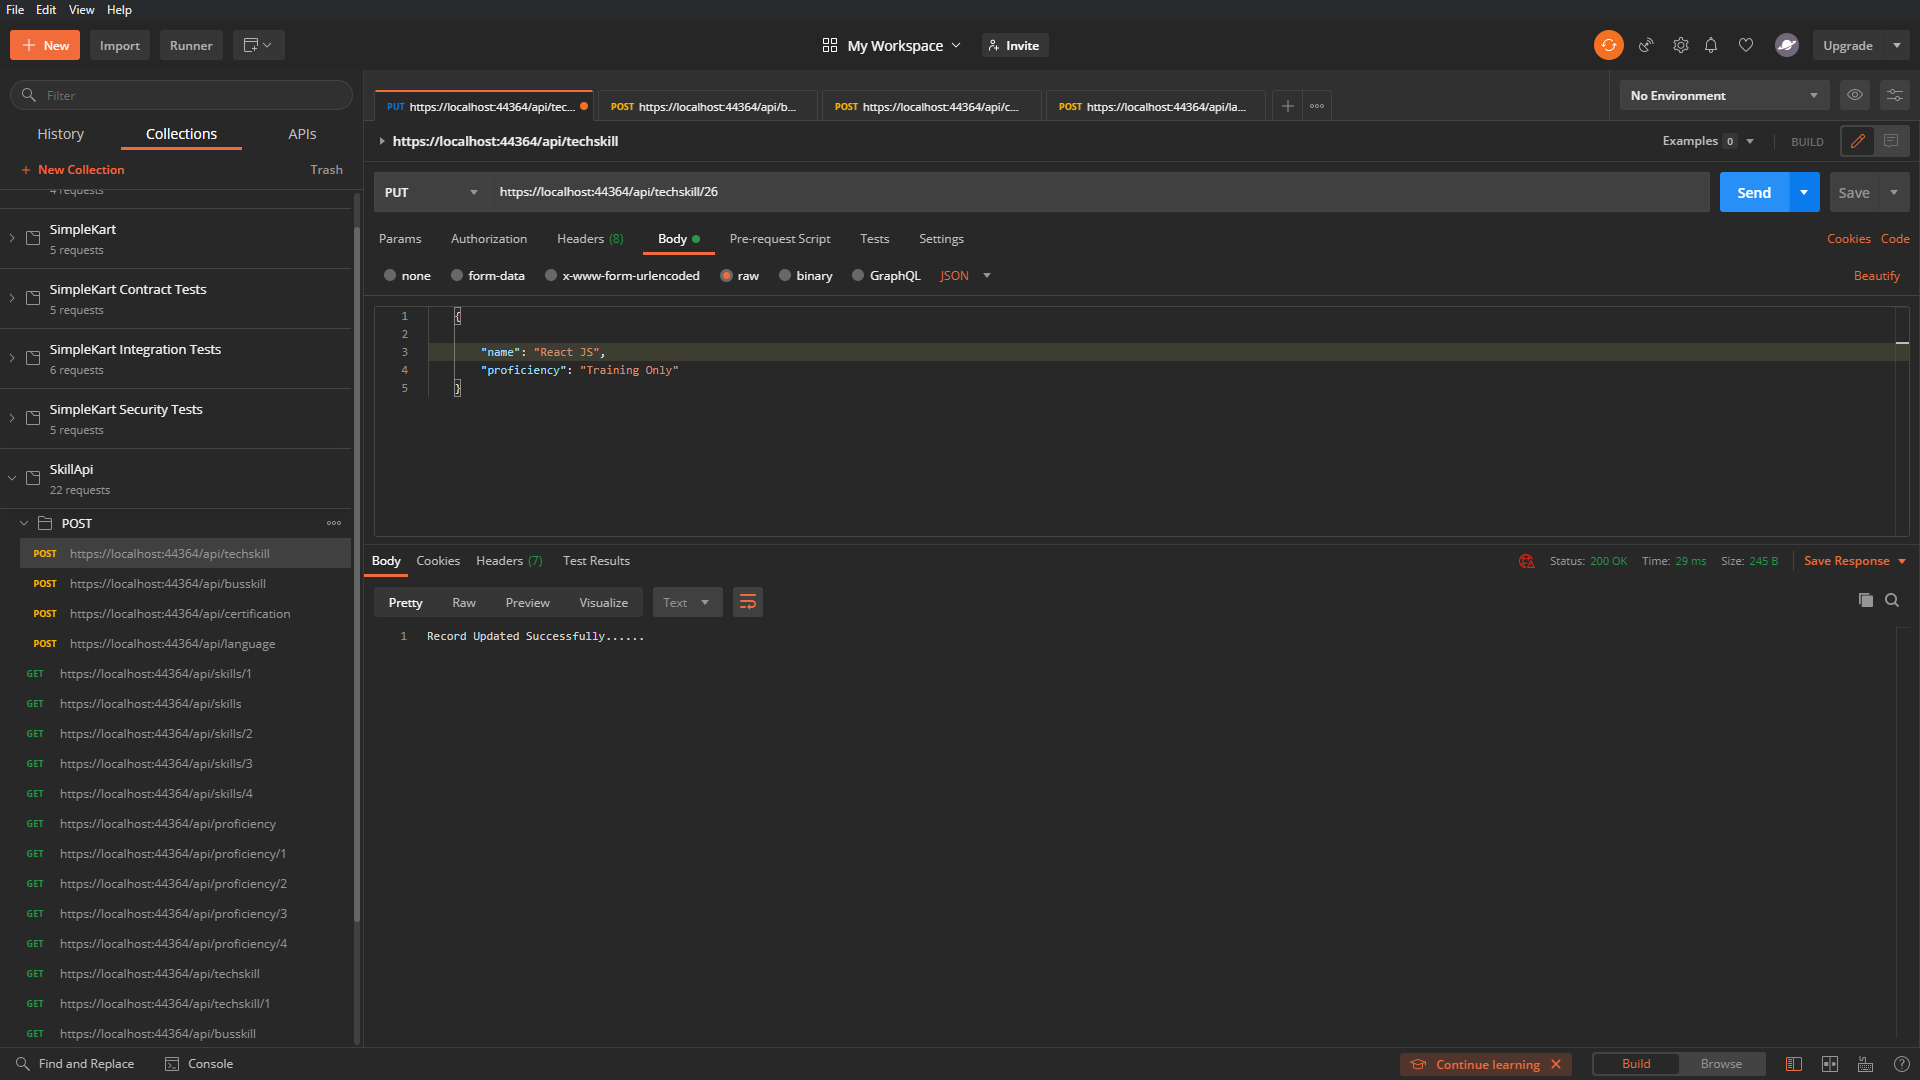 File Edit View Help
New Import Runner My Workspace Invite Upgrade
Filter
History Collections APIs
New Collection Trash
4 requests
SimpleKart
5 requests
SimpleKart Contract Tests
5 requests
SimpleKart Integration Tests
6 requests
SimpleKart Security Tests
5 requests
SkillApi
22 requests
POST
POST https://localhost:44364/api/techskill
POST https://localhost:44364/api/busskill
POST https://localhost:44364/api/certification
POST https://localhost:44364/api/language
GET https://localhost:44364/api/skills/1
GET https://localhost:44364/api/skills
GET https://localhost:44364/api/skills/2
GET https://localhost:44364/api/skills/3
GET https://localhost:44364/api/skills/4
GET https://localhost:44364/api/proficiency
GET https://localhost:44364/api/proficiency/1
GET https://localhost:44364/api/proficiency/2
GET https://localhost:44364/api/proficiency/3
GET https://localhost:44364/api/proficiency/4
GET https://localhost:44364/api/techskill
GET https://localhost:44364/api/techskill/1
GET https://localhost:44364/api/busskill
PUT https://localhost:44364/api/tec... POST https://localhost:44364/api/b... POST https://localhost:44364/api/c... POST https://localhost:44364/api/la... No Environment
https://localhost:44364/api/techskill Examples 0 BUILD
PUT https://localhost:44364/api/techskill/26 Send Save
Params Authorization Headers (8) Body Pre-request Script Tests Settings Cookies Code
none form-data x-www-form-urlencoded raw binary GraphQL JSON Beautify
1 {
2
3 "name": "React JS",
4 "proficiency": "Training Only"
5 }
Body Cookies Headers (7) Test Results Status: 200 OK Time: 29 ms Size: 245 B Save Response
Pretty Raw Preview Visualize Text
1 Record Updated Successfully......
Find and Replace Console Continue learning Build Browse